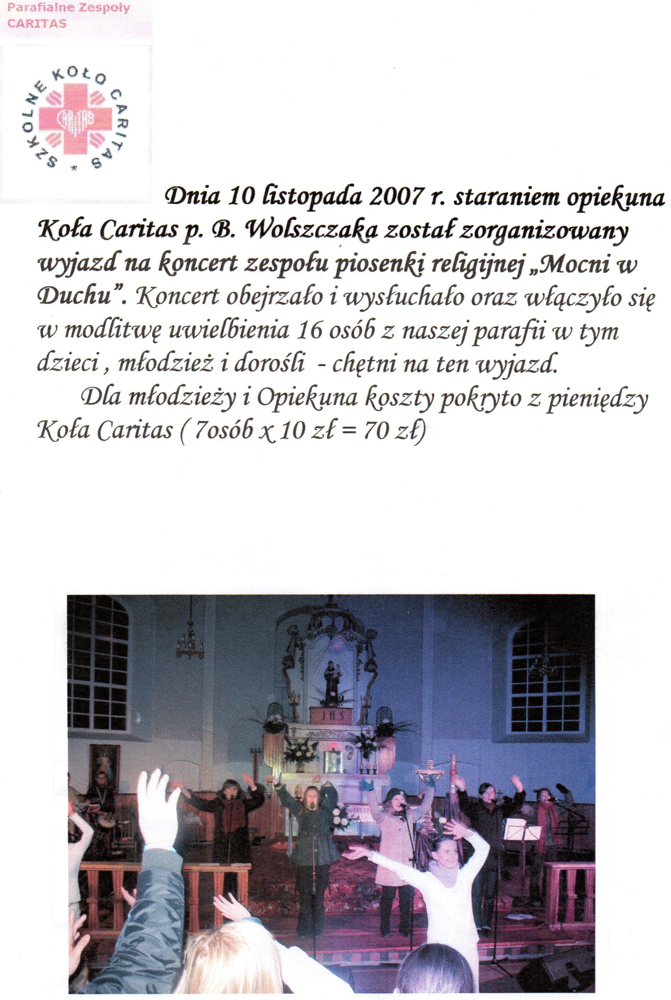 Parafialne Zespoły
CARITAS
SZKOLNE KOŁO CARITAS *
CARITAS
Dnia 10 listopada 2007 r. staraniem opiekuna
Koła Caritas p. B. Wolszczaka został zorganizowany
wyjazd na koncert zespołu piosenki religijnej „Mocni w
Duchu”. Koncert obejrzało i wysłuchało oraz włączyło się
w modlitwę uwielbienia 16 osób z naszej parafii w tym
dzieci , młodzież i dorośli - chętni na ten wyjazd.
Dla młodzieży i Opiekuna koszty pokryto z pieniędzy
Koła Caritas ( 7osób x 10 zł = 70 zł)
JHS